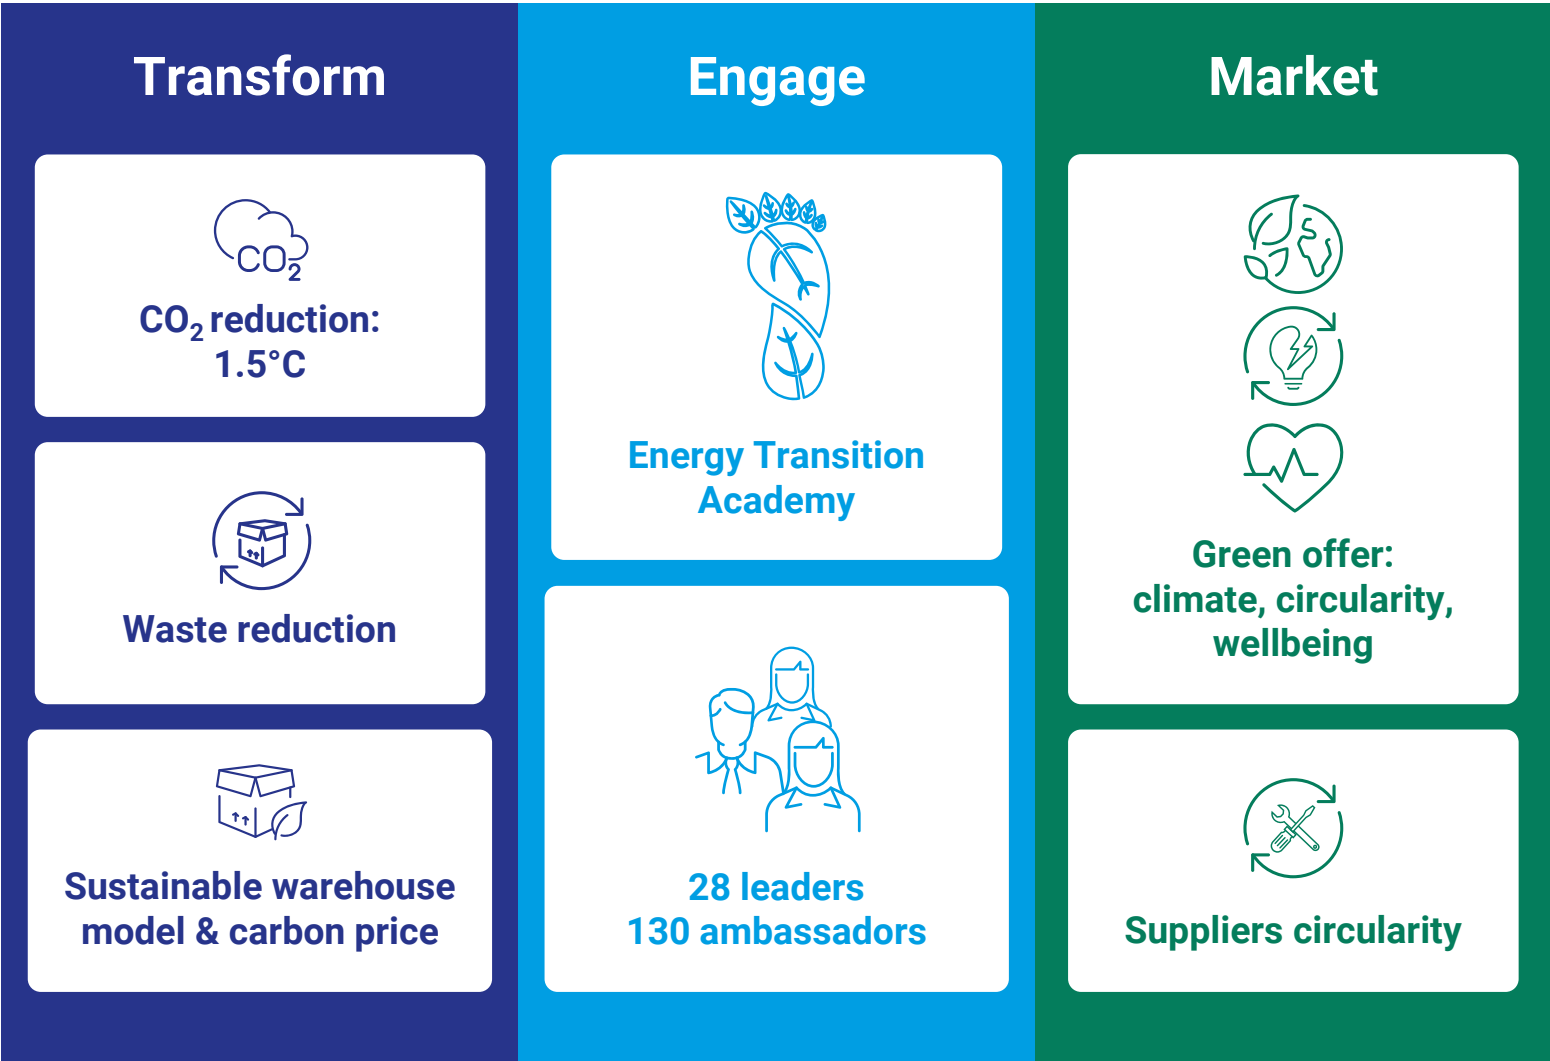 Transform
CO₂
CO₂ reduction:
1.5°C
Waste reduction
Sustainable warehouse
model & carbon price
Engage
Energy Transition
Academy
28 leaders
130 ambassadors
Market
Green offer:
climate, circularity,
wellbeing
Suppliers circularity